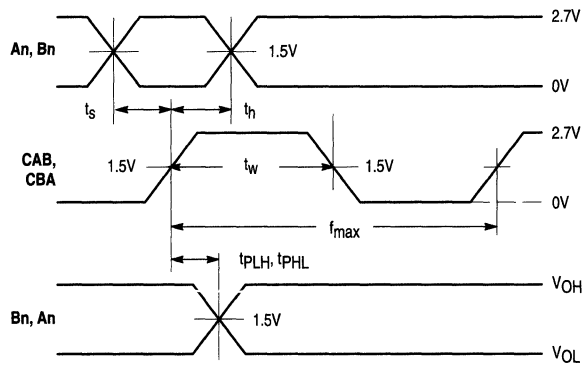 2.7V
An, Bn
1.5V
0V
ts
th
2.7V
CAB,
CBA
1.5V
tw
1.5V
0V
fmax
tPLH, tPHL
VOH
Bn, An
1.5V
VOL